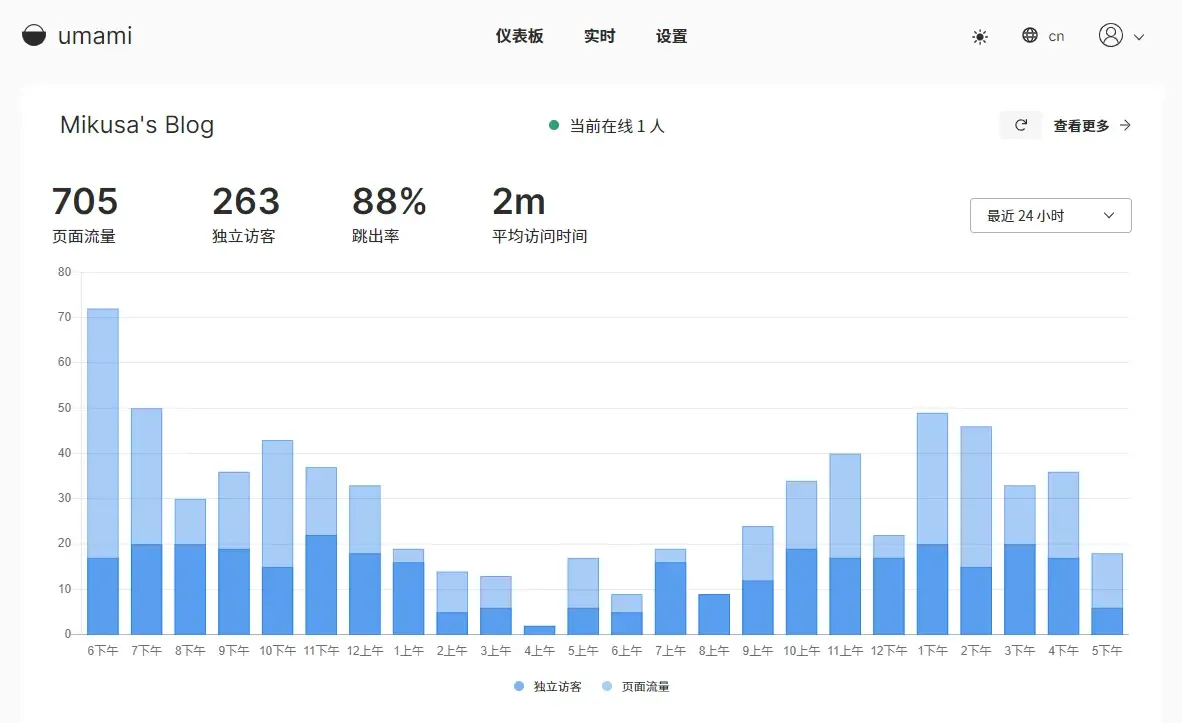 umami
仪表板 实时 设置
cn
Mikusa's Blog
当前在线 1 人
查看更多
705 263 88% 2m
页面流量 独立访客 跳出率 平均访问时间
最近 24 小时
80
70
60
50
40
30
20
10
0
6下午 7下午 8下午 9下午 10下午 11下午 12上午 1上午 2上午 3上午 4上午 5上午 6上午 7上午 8上午 9上午 10上午 11上午 12下午 1下午 2下午 3下午 4下午 5下午
独立访客 页面流量